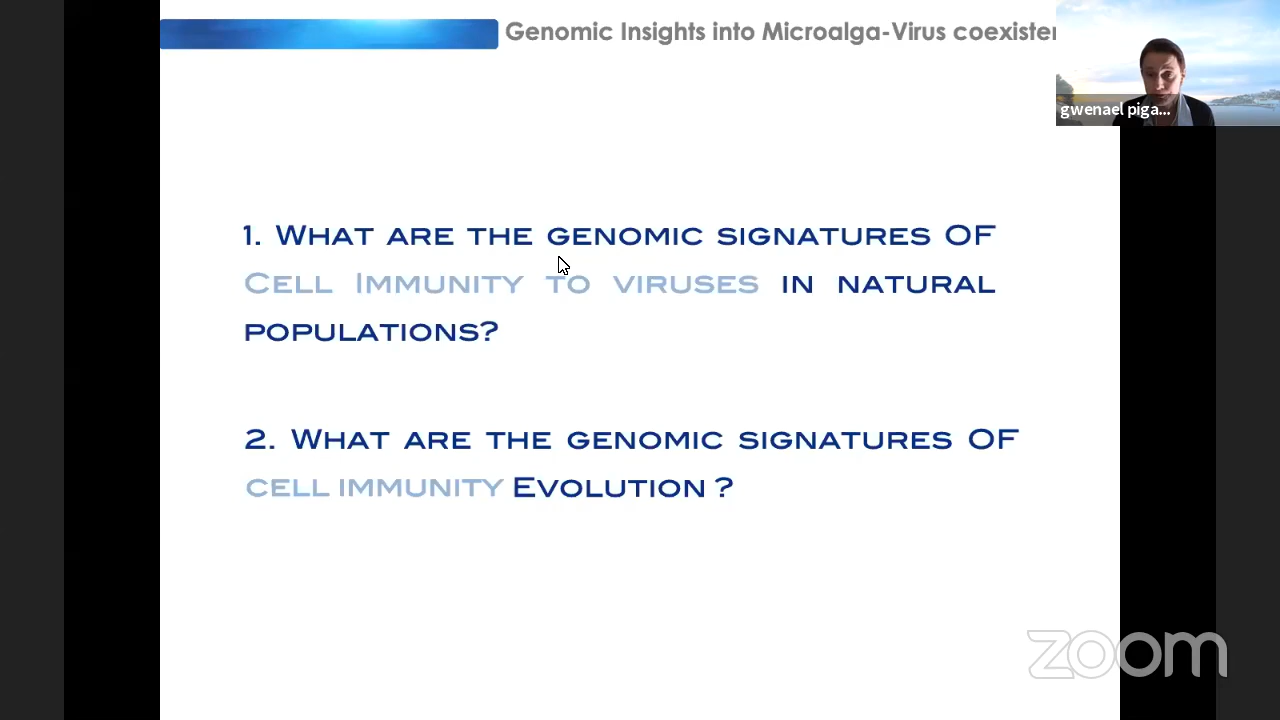 Genomic Insights into Microalga-Virus coexisten
gwenael piga...
1. What are the genomic signatures OF
Cell Immunity to viruses in natural
populations?
2. What are the genomic signatures OF
cell immunity Evolution ?
zoom